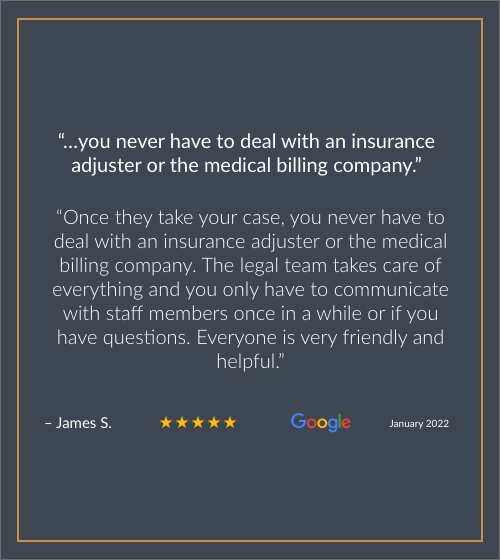 “...you never have to deal with an insurance
adjuster or the medical billing company.”
“Once they take your case, you never have to
deal with an insurance adjuster or the medical
billing company. The legal team takes care of
everything and you only have to communicate
with staff members once in a while or if you
have questions. Everyone is very friendly and
helpful.”
– James S. Google January 2022